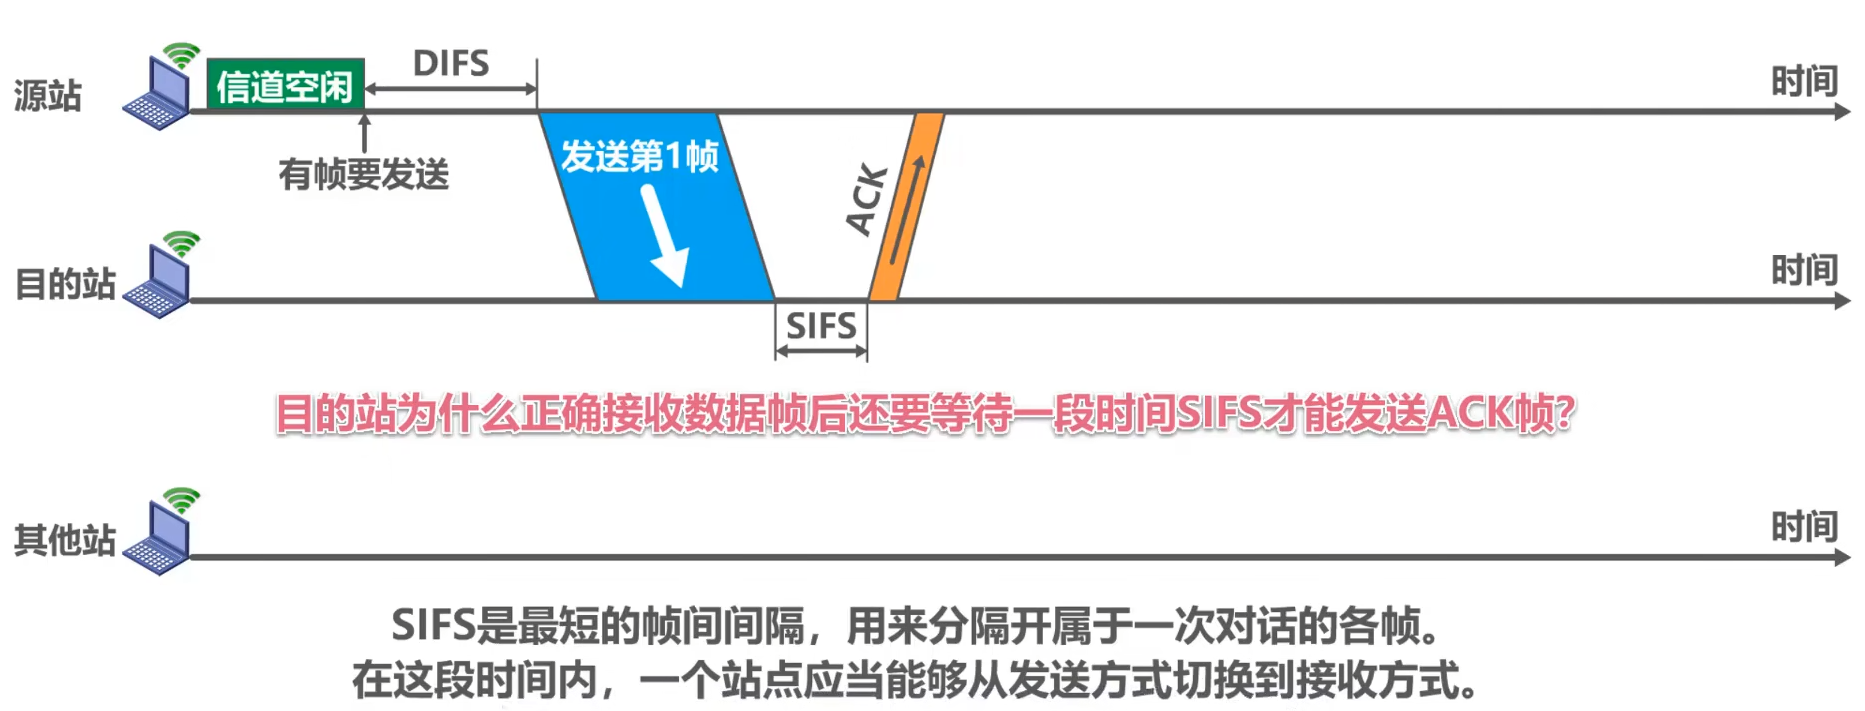 DIFS
源站
信道空闲
时间
有帧要发送
发送第1帧
ACK
目的站
时间
SIFS
目的站为什么正确接收数据帧后还要等待一段时间SIFS才能发送ACK帧?
其他站
时间
SIFS是最短的帧间间隔，用来分隔开属于一次对话的各帧。
在这段时间内，一个站点应当能够从发送方式切换到接收方式。